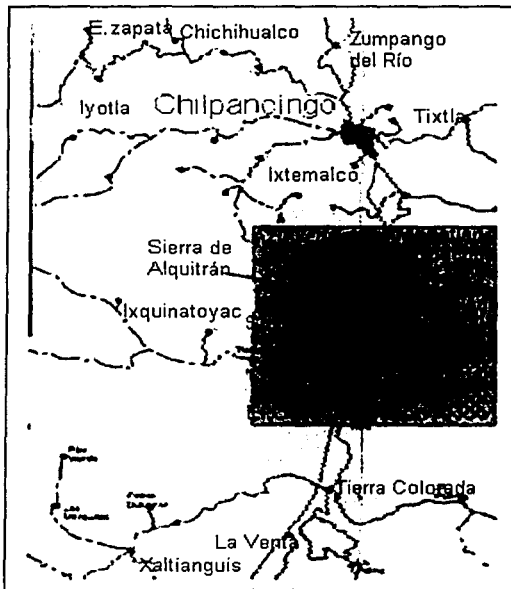 E.zapata
Chichihualco
Zumpango
del Río
Iyotla
Chilpancingo
Tixtla
Ixtemalco
Sierra de
Alquitrán
Ixquinatoyac
Tierra Colorada
La Venta
Xaltianguis